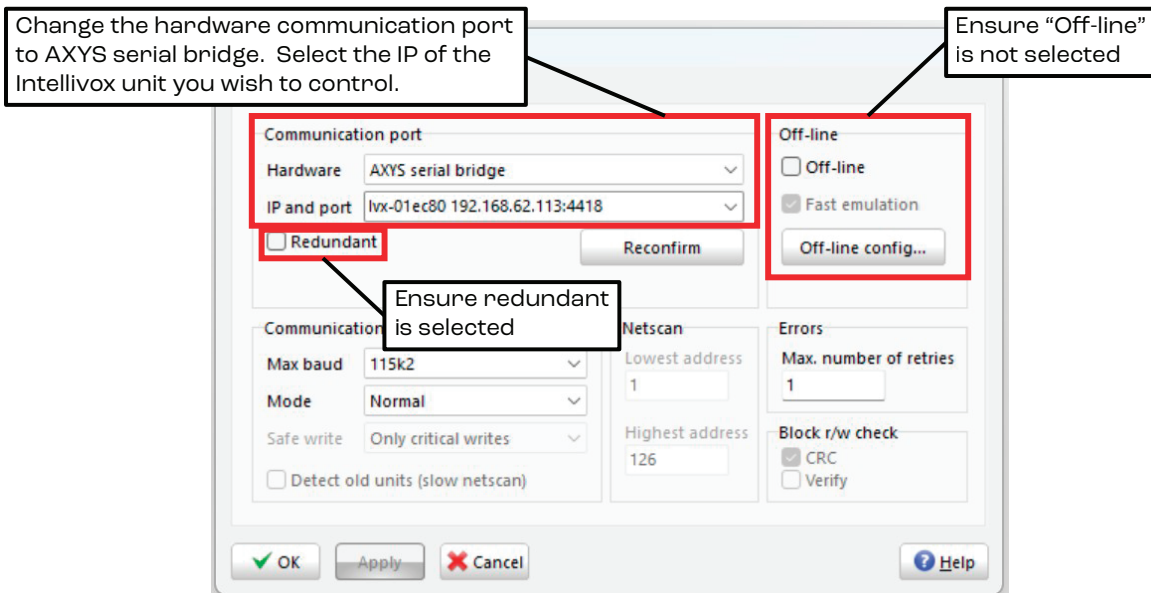 Change the hardware communication port
to AXYS serial bridge.  Select the IP of the
Intellivox unit you wish to control.
Ensure “Off-line”
is not selected
Communication port
Hardware AXYS serial bridge
IP and port Ivx-01ec80 192.168.62.113:4418
Redundant
Reconfirm
Off-line
Off-line
Fast emulation
Off-line config...
Ensure redundant
is selected
Communication
Max baud 115k2
Mode Normal
Safe write Only critical writes
Detect old units (slow netscan)
Netscan
Lowest address
1
Highest address
126
Errors
Max. number of retries
1
Block r/w check
CRC
Verify
OK Apply Cancel Help